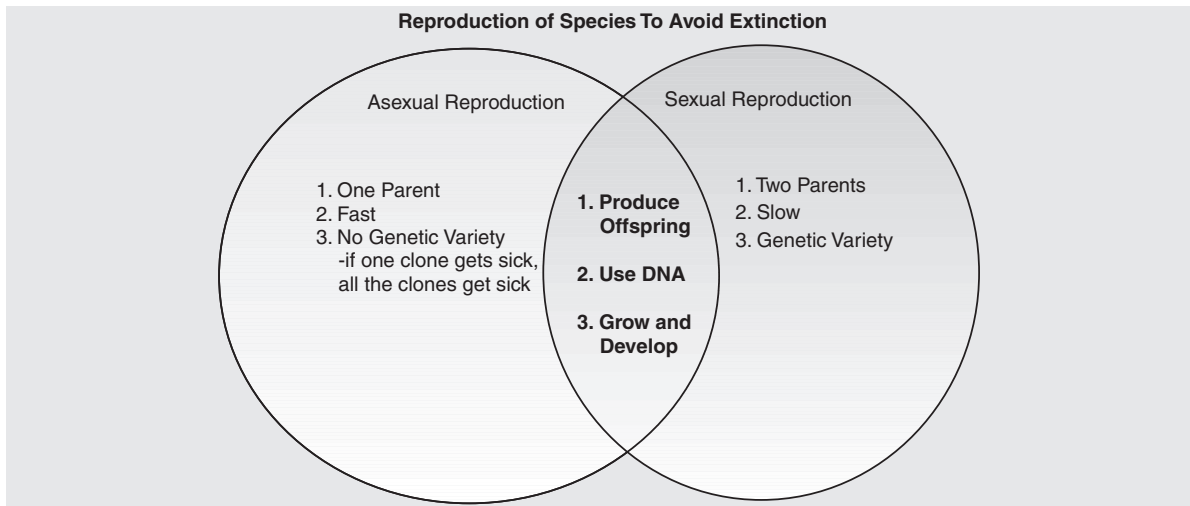 Reproduction of Species To Avoid Extinction
Asexual Reproduction
1. One Parent
2. Fast
3. No Genetic Variety
-if one clone gets sick,
all the clones get sick
1. Produce
Offspring
2. Use DNA
3. Grow and
Develop
Sexual Reproduction
1. Two Parents
2. Slow
3. Genetic Variety